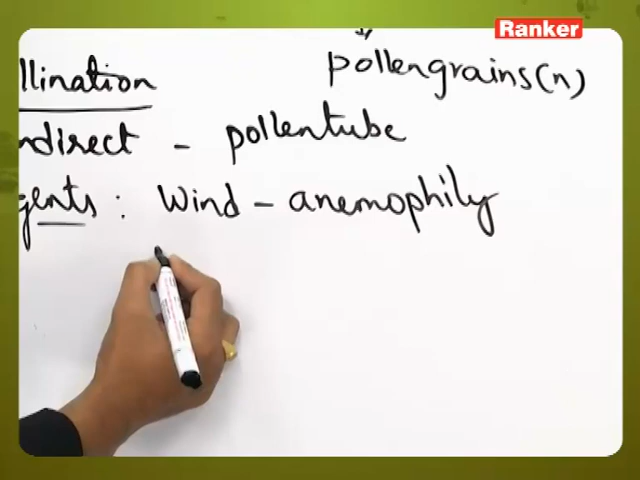 Ranker
pollengrains(n)
llination
ndirect - pollentube
gents : Wind - anemophily